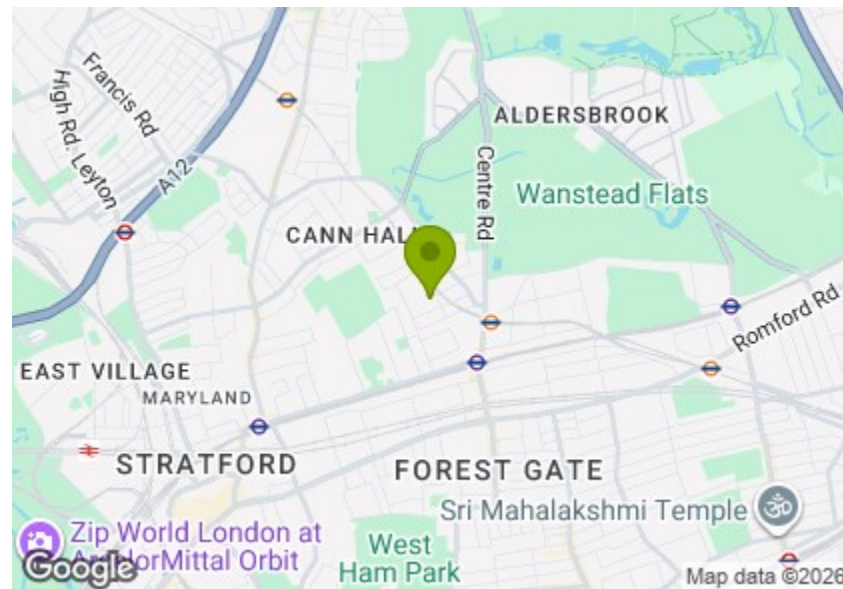 Francis Rd
High Rd. Leyton
A12
ALDERSBROOK
Centre Rd
Wanstead Flats
CANN HALL
Romford Rd
EAST VILLAGE
MARYLAND
STRATFORD
FOREST GATE
Sri Mahalakshmi Temple
Zip World London at
ArcelorMittal Orbit
West
Ham Park
Google
Map data ©2026